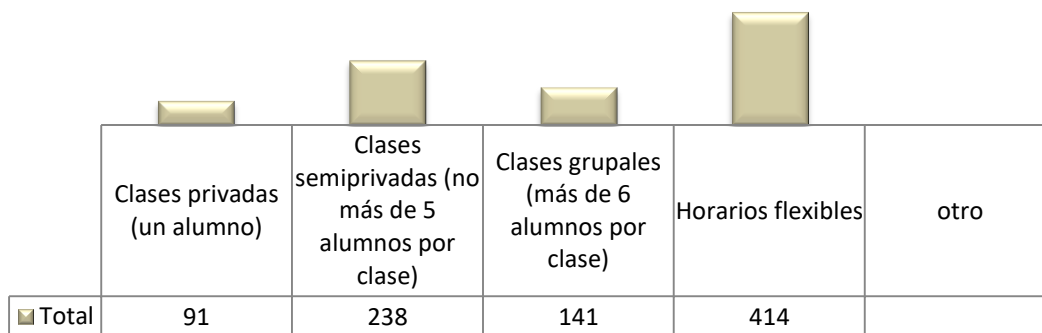 Clases privadas
(un alumno)
Clases
semiprivadas (no
más de 5
alumnos por
clase)
Clases grupales
(más de 6
alumnos por
clase)
Horarios flexibles
otro
Total 91 238 141 414